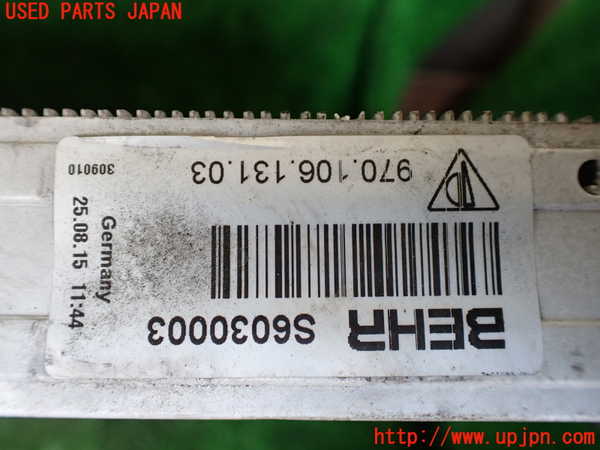 USED PARTS JAPAN
BEHR
S6030003
970.106.131.03
Germany
25.08.15 11:44
309010
http://www.upjpn.com